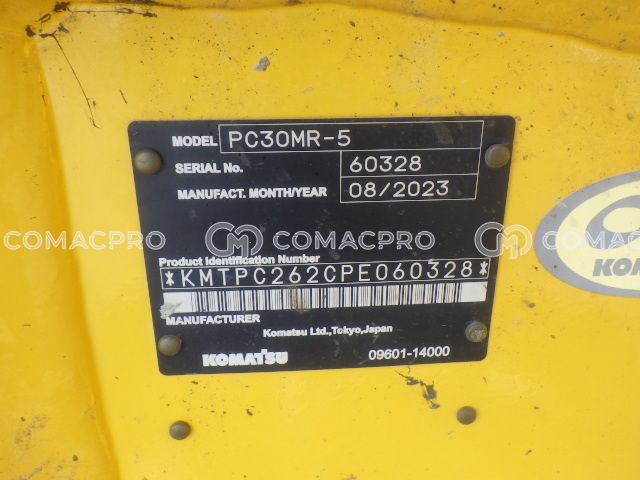 MODEL PC30MR-5
SERIAL No. 60328
MANUFACT. MONTH/YEAR 08/2023
COMACPRO COMACPRO COMACPRO
Product Identification Number
*KMTPC262CPE060328*
MANUFACTURER
Komatsu Ltd.,Tokyo,Japan
KOMATSU 09601-14000
KOM